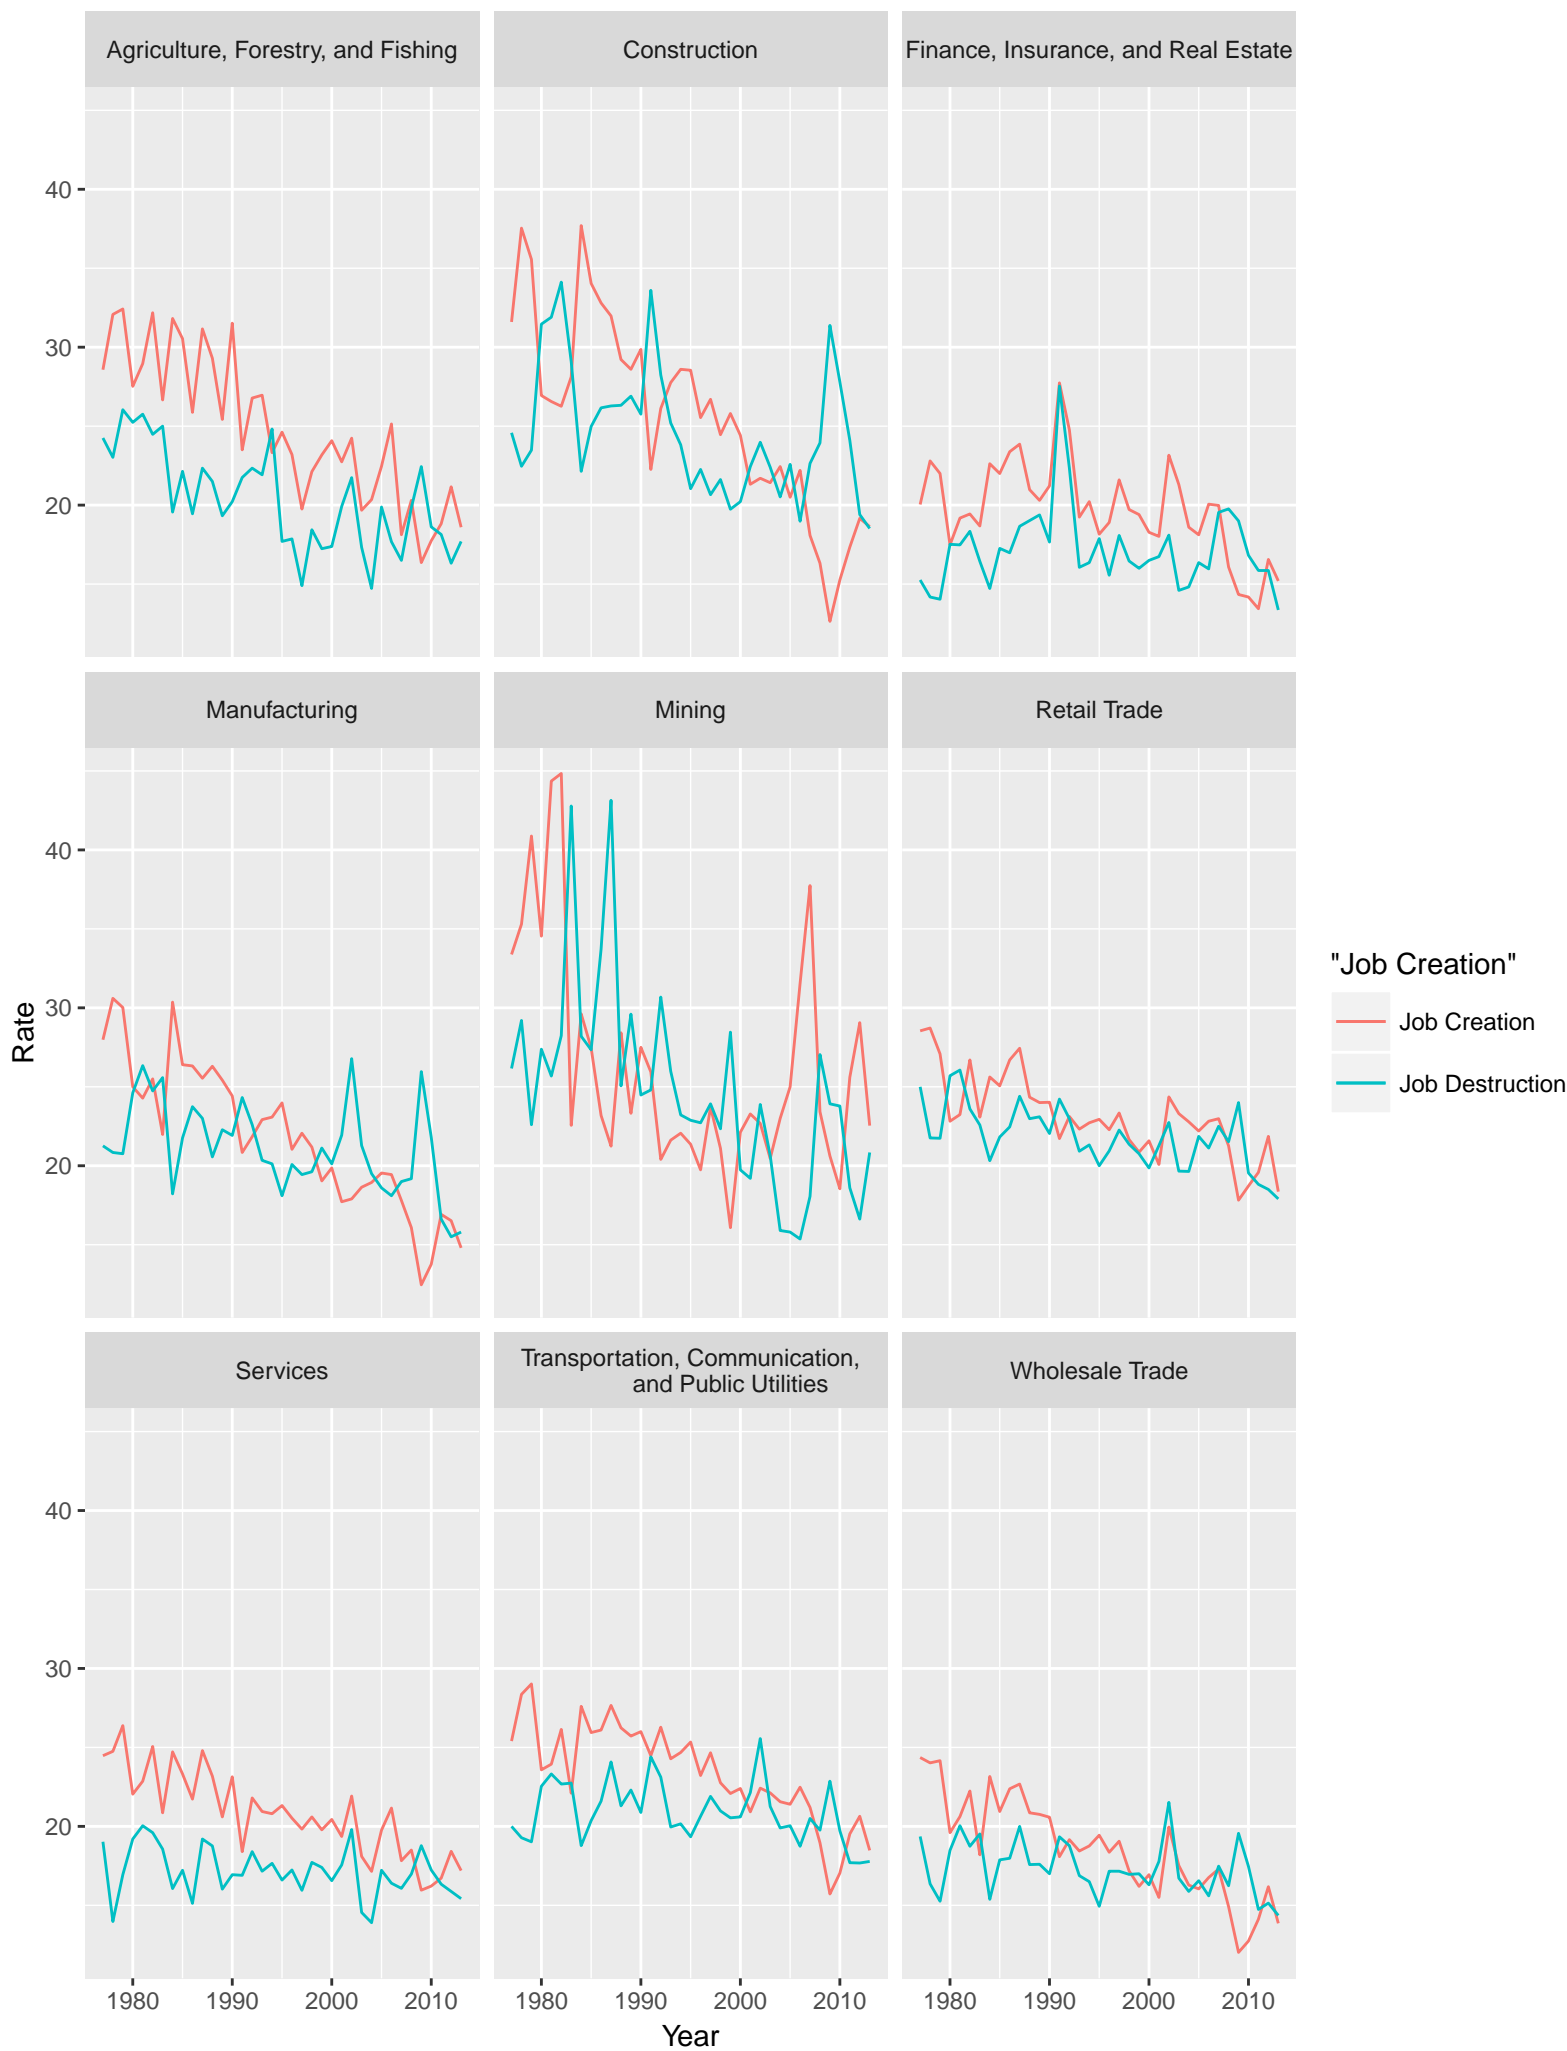 Agriculture, Forestry, and Fishing
Construction
Finance, Insurance, and Real Estate
40
30
20
Manufacturing
Mining
Retail Trade
40
30
20
Rate
"Job Creation"
Job Creation
Job Destruction
Services
Transportation, Communication,
and Public Utilities
Wholesale Trade
40
30
20
1980 1990 2000 2010
1980 1990 2000 2010
1980 1990 2000 2010
Year